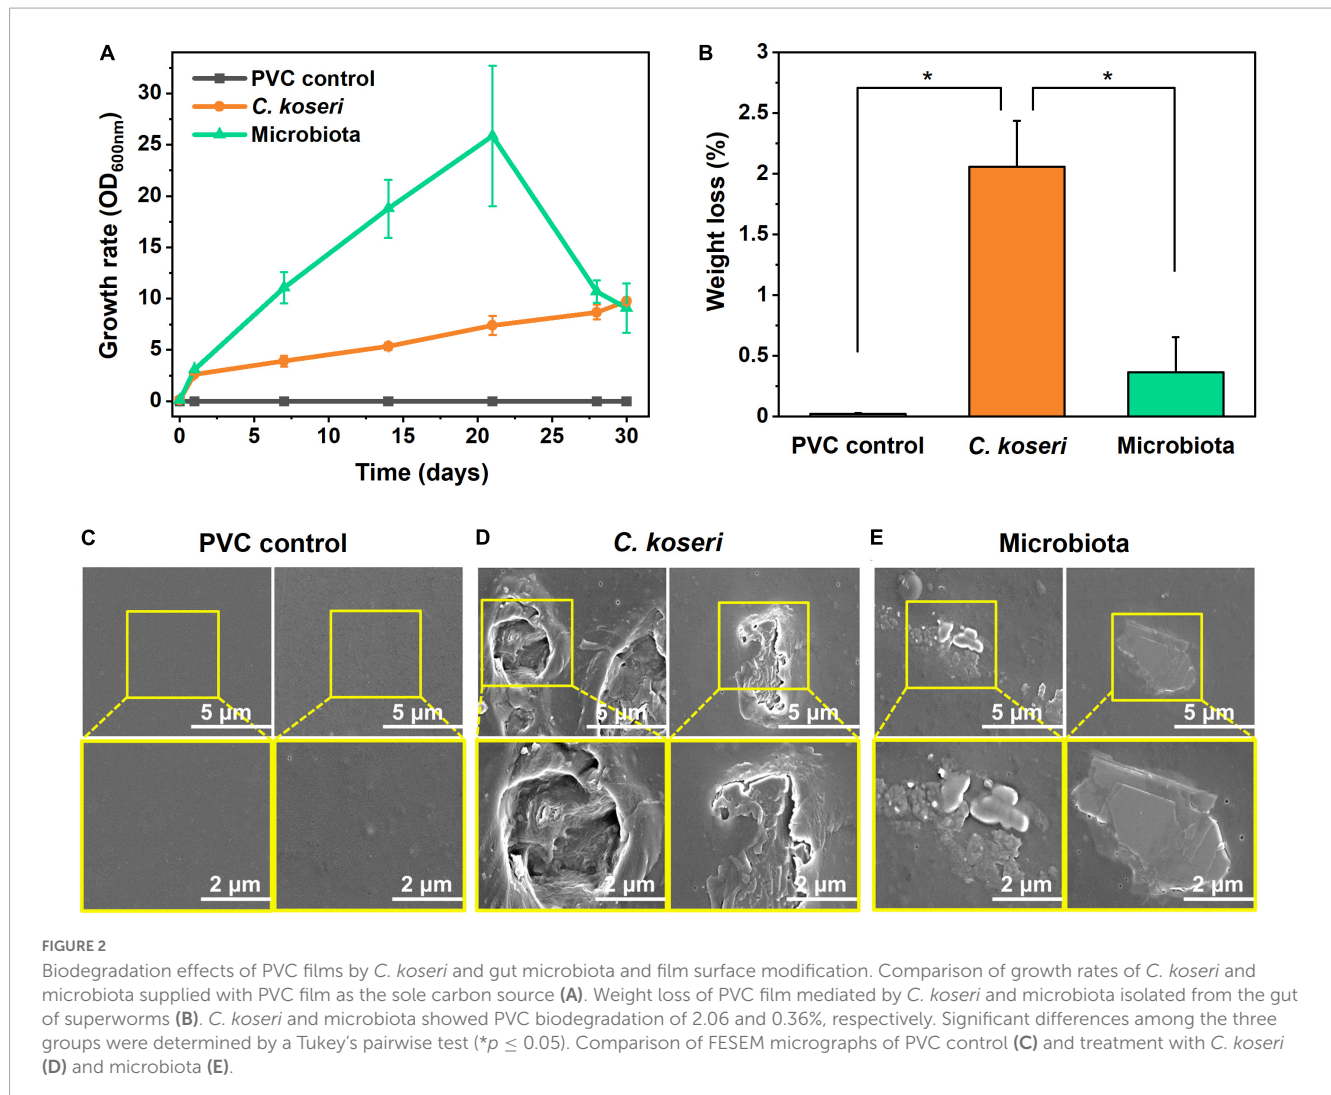 A
PVC control
C. koseri
Microbiota
Growth rate (OD600nm)
30
25
20
15
10
5
0
0 5 10 15 20 25 30
Time (days)
B
Weight loss (%)
3
2.5
2
1.5
1
0.5
0
* *
PVC control C. koseri Microbiota
C PVC control
D C. koseri
E Microbiota
5 µm 5 µm 5 µm 5 µm 5 µm 5 µm
2 µm 2 µm 2 µm 2 µm 2 µm 2 µm
FIGURE 2
Biodegradation effects of PVC films by C. koseri and gut microbiota and film surface modification. Comparison of growth rates of C. koseri and
microbiota supplied with PVC film as the sole carbon source (A). Weight loss of PVC film mediated by C. koseri and microbiota isolated from the gut
of superworms (B). C. koseri and microbiota showed PVC biodegradation of 2.06 and 0.36%, respectively. Significant differences among the three
groups were determined by a Tukey's pairwise test (*p ≤ 0.05). Comparison of FESEM micrographs of PVC control (C) and treatment with C. koseri
(D) and microbiota (E).